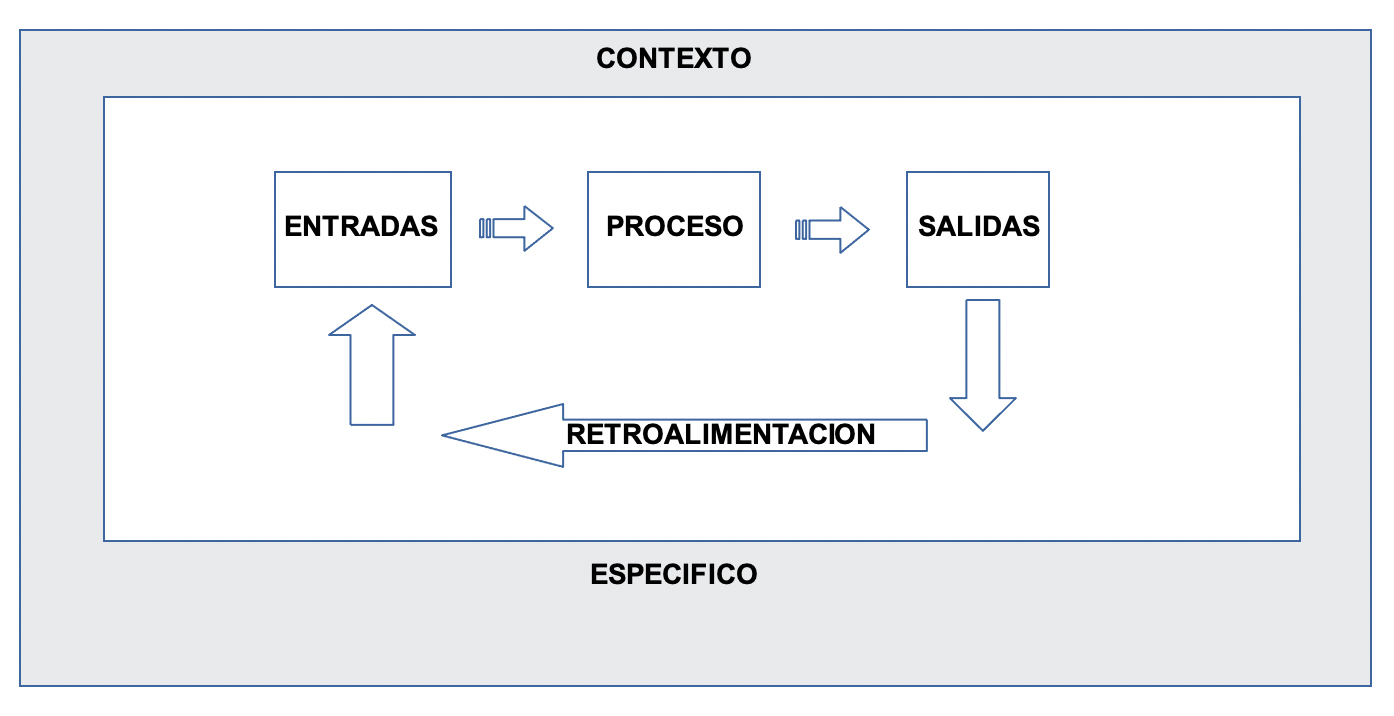 CONTEXTO
ENTRADAS
PROCESO
SALIDAS
RETROALIMENTACION
ESPECIFICO